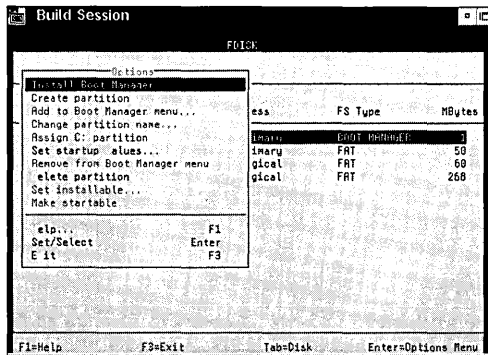 Build Session
FDISK
Options
Install Boot Manager
Create partition
Add to Boot Manager menu...
Change partition name...
Assign C: partition
Set startup alues...
Remove from Boot Manager menu
elete partition
Set installable...
Make startable
elp... F1
Set/Select Enter
E it F3
ess FS Type MBytes
imary BOOT MANAGER 1
imary FAT 50
gical FAT 60
gical FAT 268
F1=Help F3=Exit Tab=Disk Enter=Options Menu